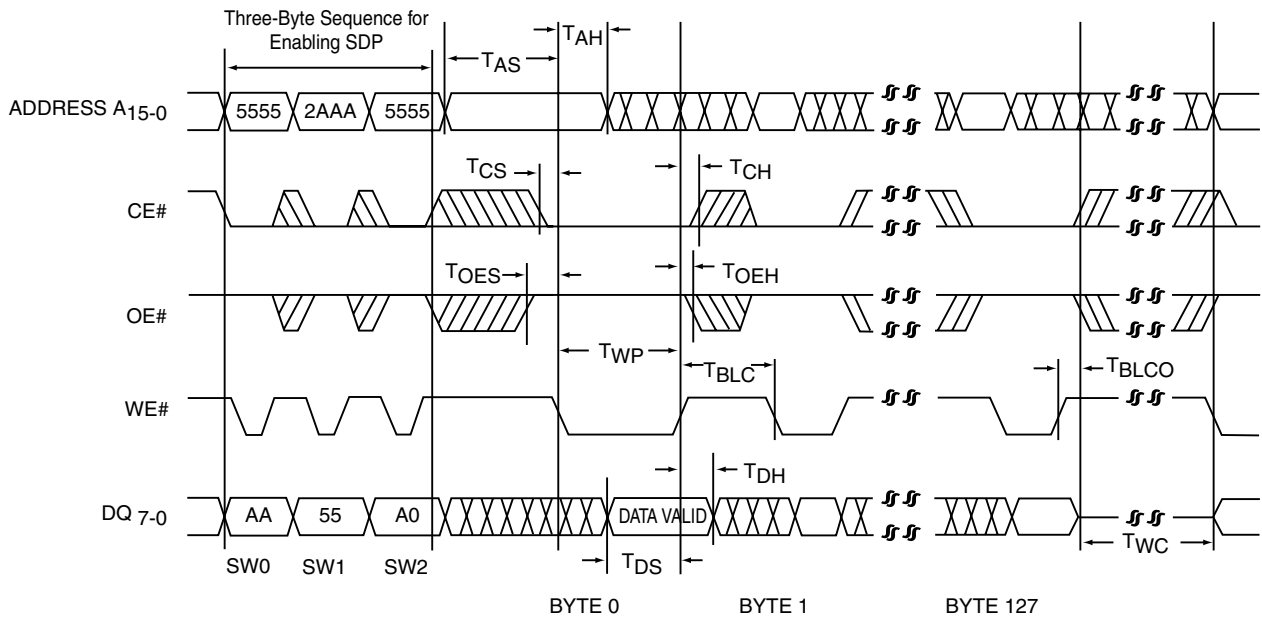 Three-Byte Sequence for
Enabling SDP
TAS
TAH
ADDRESS A15-0
5555
2AAA
5555
TCS
TCH
CE#
TOES
TOEH
OE#
TWP
TBLC
TBLCO
WE#
TDH
DQ 7-0
AA
55
A0
DATA VALID
SW0
SW1
SW2
TDS
TWC
BYTE 0
BYTE 1
BYTE 127